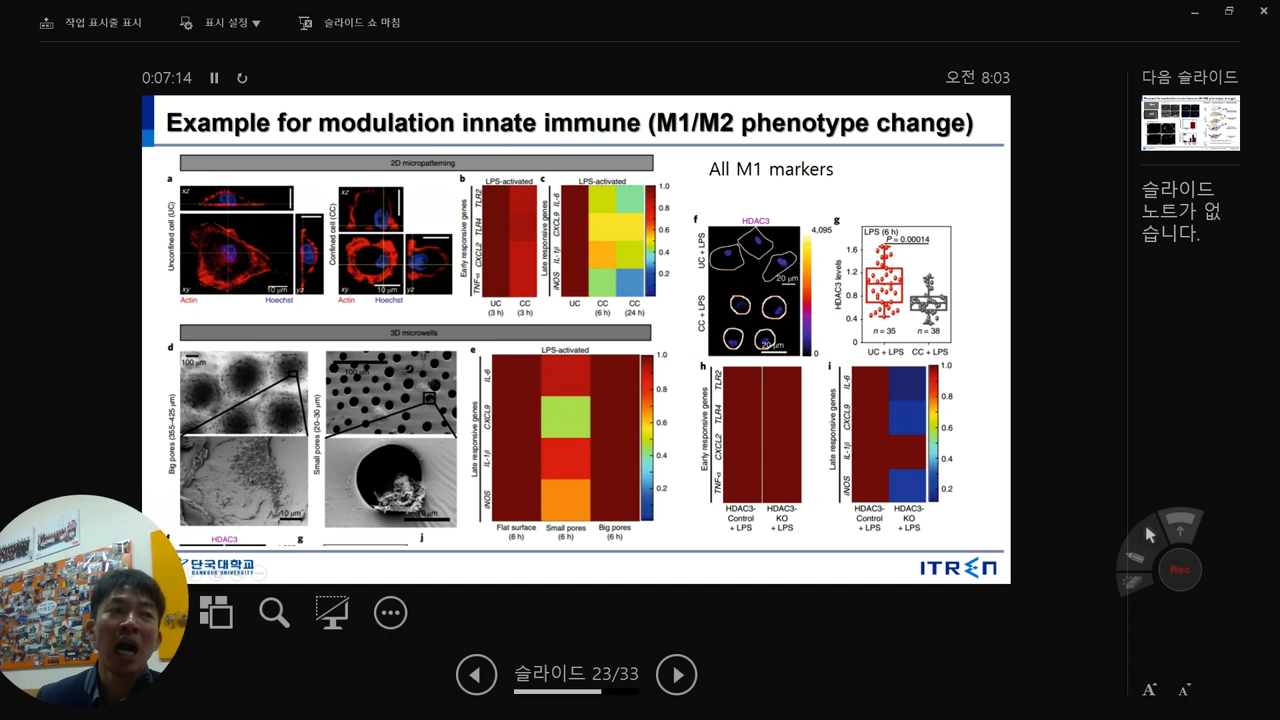 작업 표시줄 표시
표시 설정 ▼
슬라이드 쇼 마침
0:07:14
오전 8:03
다음 슬라이드
슬라이드
노트가 없
습니다.
Example for modulation innate immune (M1/M2 phenotype change)
2D micropatterning
All M1 markers
a
xz
xy
yz
Unconfined cell (UC)
10 μm
Actin
Hoechst
xz
xy
yz
Confined cell (CC)
10 μm
Actin
Hoechst
b
LPS-activated
Early responsive genes
TLR2
TLR4
CXCL2
TNF-α
UC
(3 h)
CC
(3 h)
c
LPS-activated
Late responsive genes
IL-6
CXCL9
IL-1β
iNOS
UC
CC
(6 h)
CC
(24 h)
1.0
0.8
0.6
0.4
0.2
3D microwells
d
100 μm
Big pores (355–425 μm)
10 μm
100 μm
Small pores (20–30 μm)
10 μm
e
LPS-activated
Late responsive genes
IL-6
CXCL9
IL-1β
iNOS
Flat surface
(6 h)
Small pores
(6 h)
Big pores
(6 h)
1.0
0.8
0.6
0.4
0.2
f
HDAC3
UC + LPS
CC + LPS
20 μm
20 μm
4,095
0
g
LPS (6 h)
P = 0.00014
HDAC3 levels
1.6
1.2
0.8
0.4
0
n = 35
n = 38
UC + LPS
CC + LPS
h
Early responsive genes
TLR2
TLR4
CXCL2
TNF-α
HDAC3-
Control
+ LPS
HDAC3-
KO
+ LPS
i
Late responsive genes
IL-6
CXCL9
IL-1β
iNOS
HDAC3-
Control
+ LPS
HDAC3-
KO
+ LPS
1.0
0.8
0.6
0.4
0.2
HDAC3
g
j
단국대학교
DANKOOK UNIVERSITY
ITREN
Rec
슬라이드 23/33
A
A